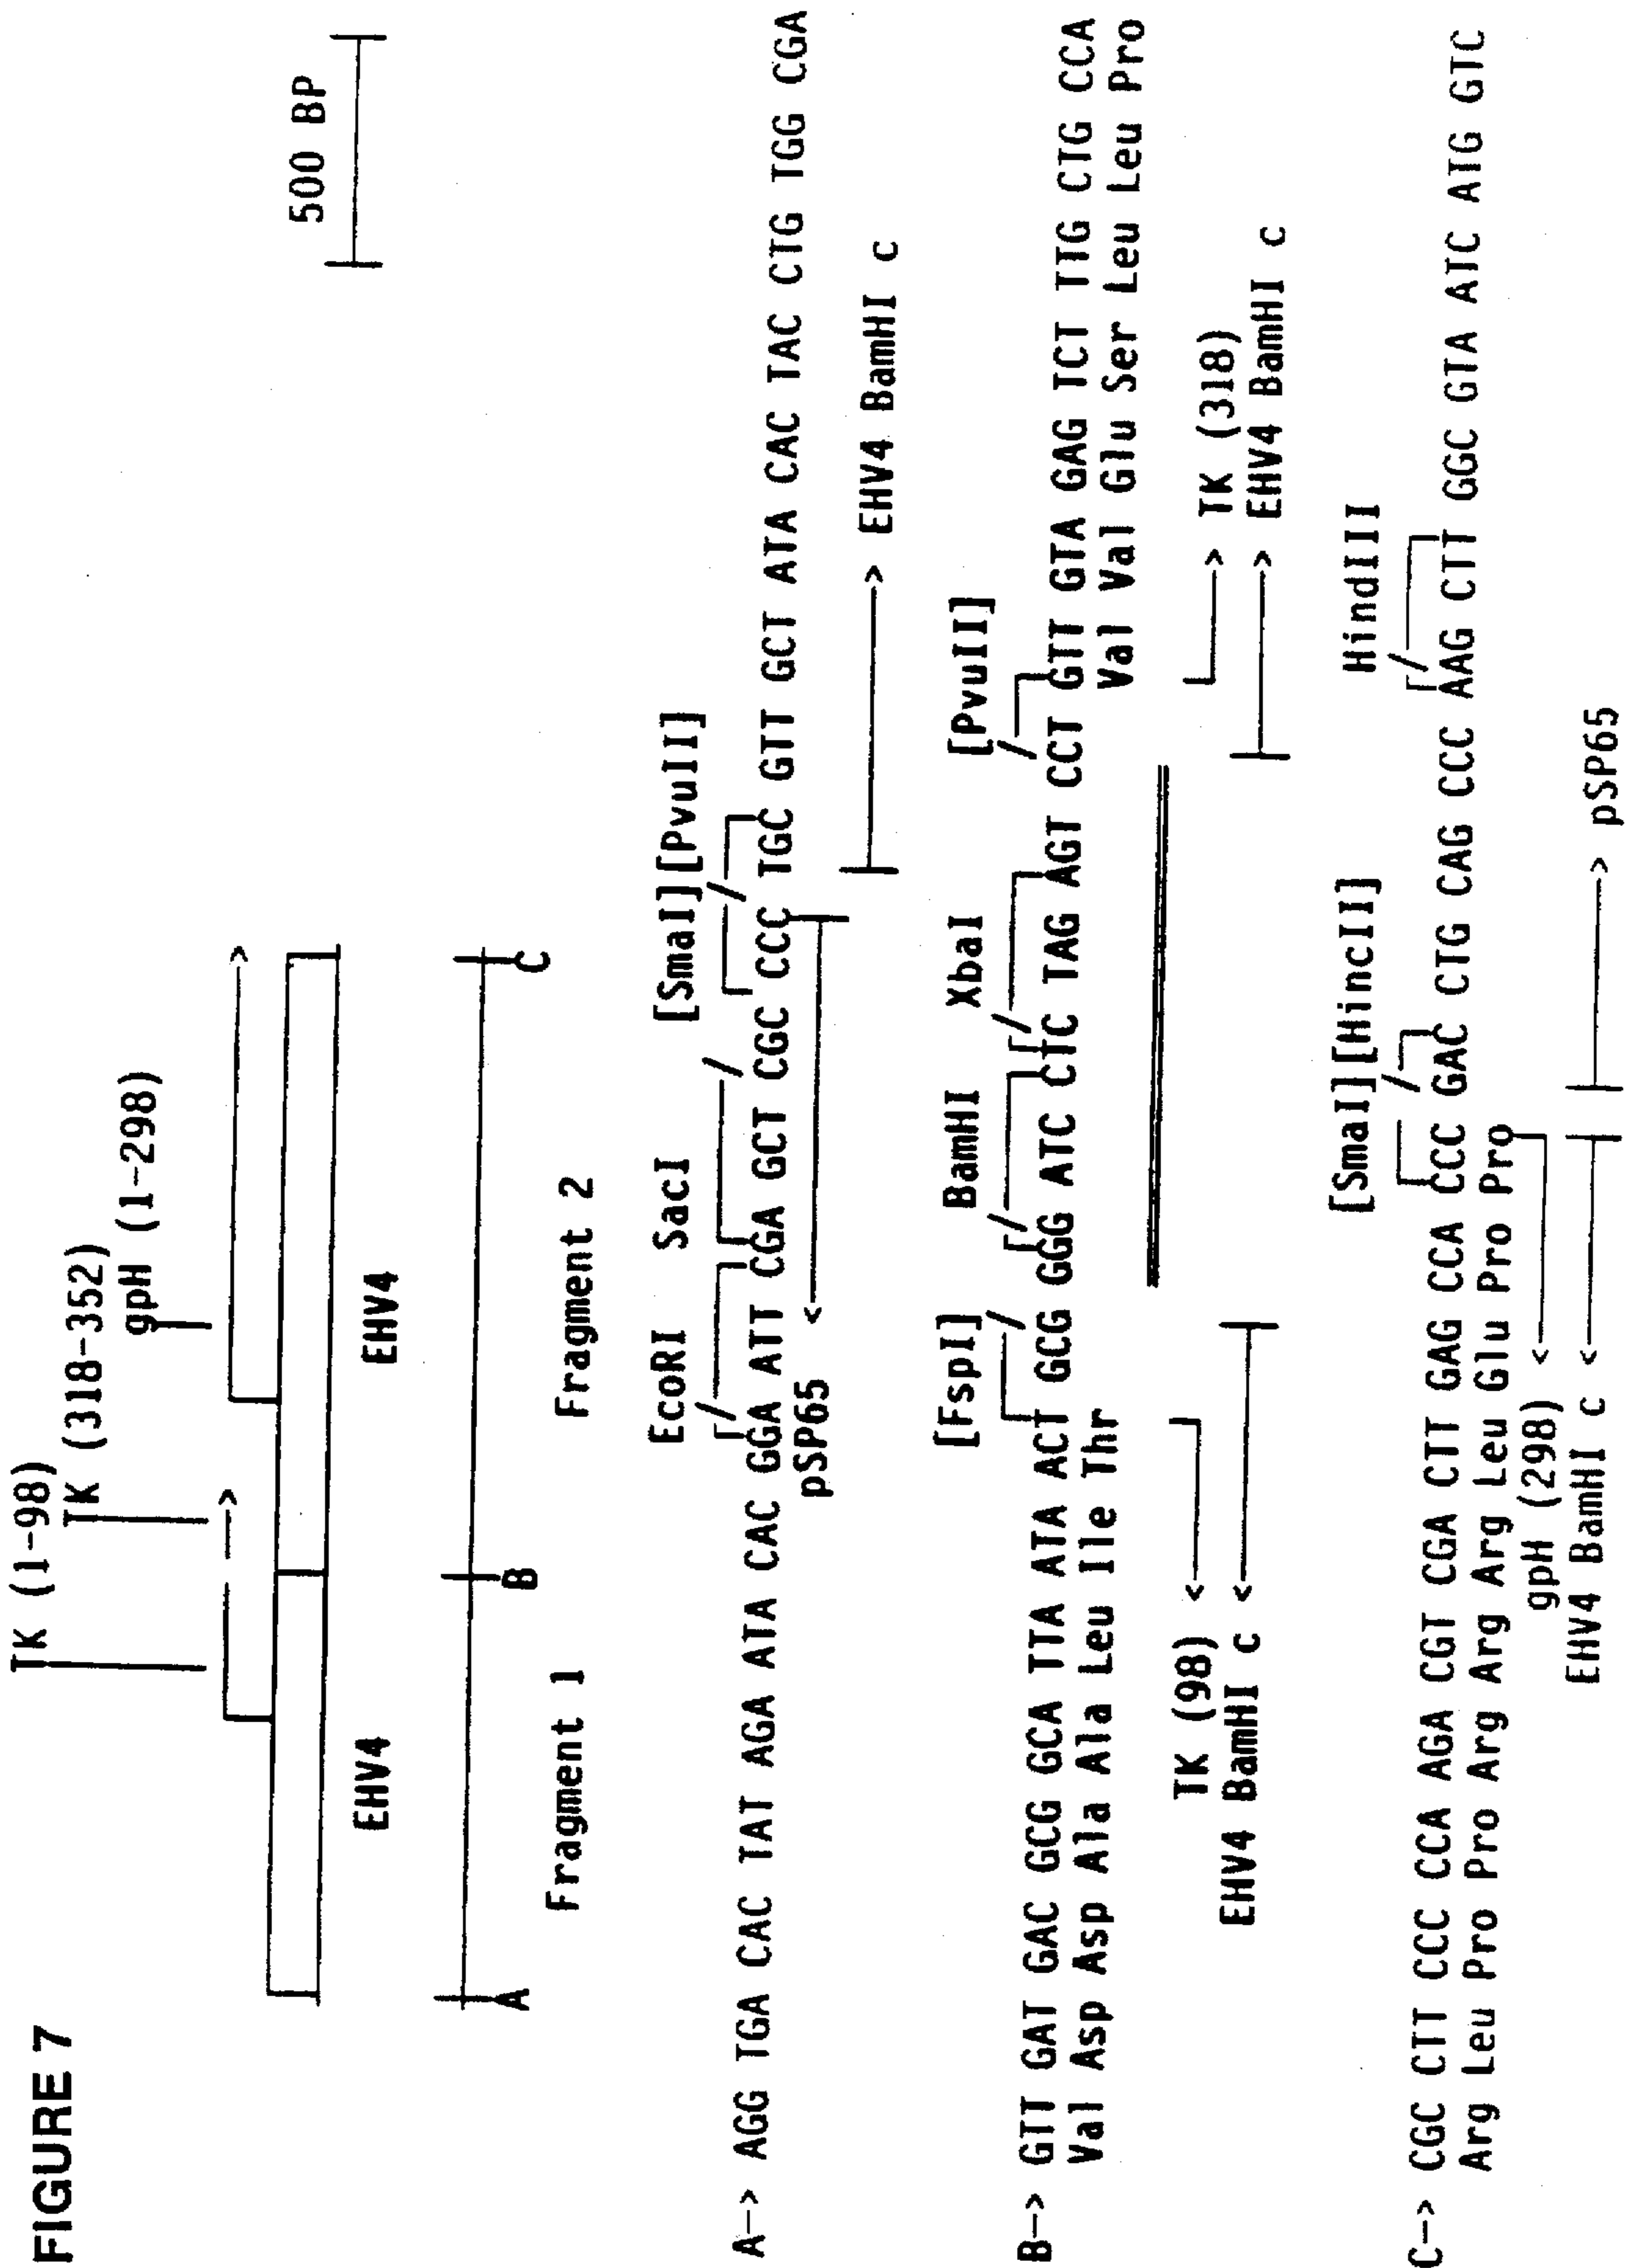 FIGURE 7
500 BP
TK (1-98)
TK (318-352)
gpH (1-298)
EHV4 EHV4
A B C
Fragment 1 Fragment 2
EcoRI SacI [SmaI][PvuII]
A--> AGG TGA CAC TAT AGA ATA CAC GGA ATT CGA GCT CGC CCC TGC GTT GCT ATA CAC TAC CTG TGG CGA
pSP65 <
> EHV4 BamHI c
[FspI] BamHI XbaI [PvuII]
B--> GTT GAT GAC GCG GCA TTA ATA ACT GCG GGG ATC CTC TAG AGT CCT GTT GTA GAG TCT TTG CTG CCA
Val Asp Asp Ala Ala Leu Ile Thr Val Val Glu Ser Leu Leu Pro
TK (98) < > TK (318)
EHV4 BamHI c < > EHV4 BamHI c
[SmaI][HincII] HindIII
C--> CGC CTT CCC CCA AGA CGT CGA CTT GAG CCA CCC GAC CTG CAG CCC AAG CTT GGC GTA ATC ATG GTC
Arg Leu Pro Pro Arg Arg Arg Leu Glu Pro Pro
gpH (298) <
EHV4 BamHI c < > pSP65